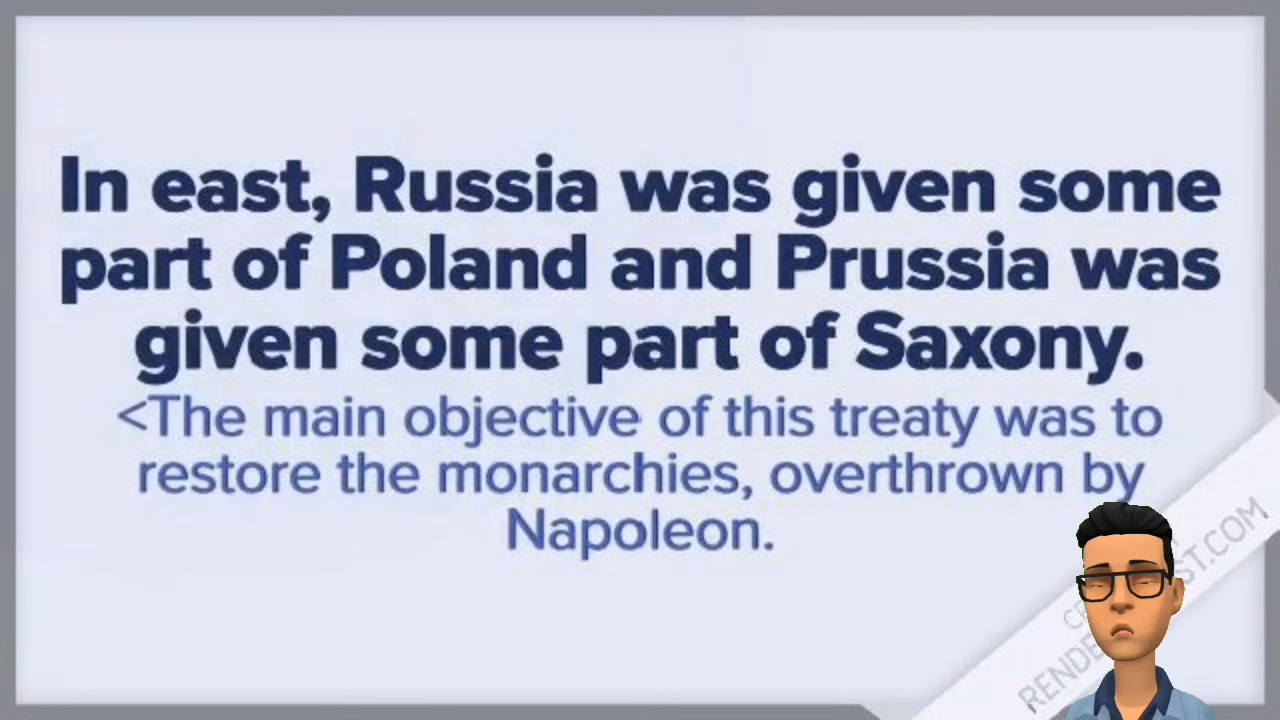 In east, Russia was given some
part of Poland and Prussia was
given some part of Saxony.
<The main objective of this treaty was to
restore the monarchies, overthrown by
Napoleon.